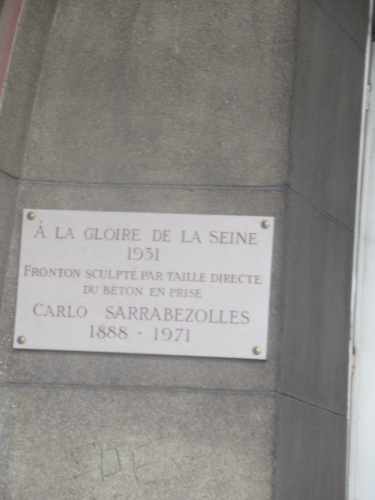 À LA GLOIRE DE LA SEINE
1931
FRONTON SCULPTÉ PAR TAILLE DIRECTE
DU BÉTON EN PRISE
CARLO SARRABEZOLLES
1888 - 1971